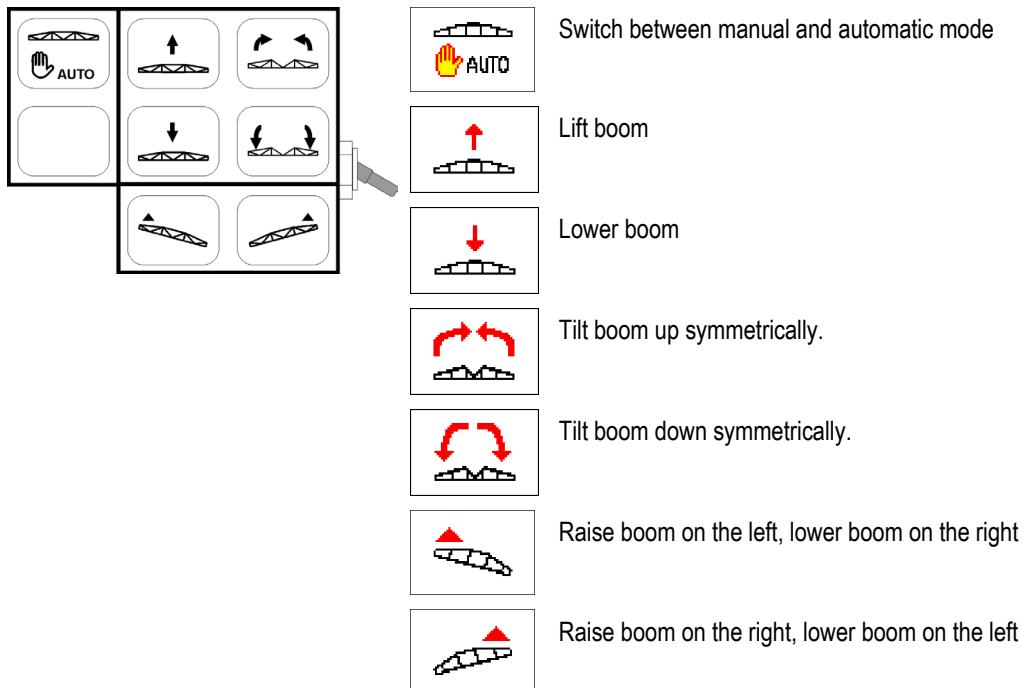 AUTO
AUTO
Switch between manual and automatic mode
Lift boom
Lower boom
Tilt boom up symmetrically.
Tilt boom down symmetrically.
Raise boom on the left, lower boom on the right
Raise boom on the right, lower boom on the left